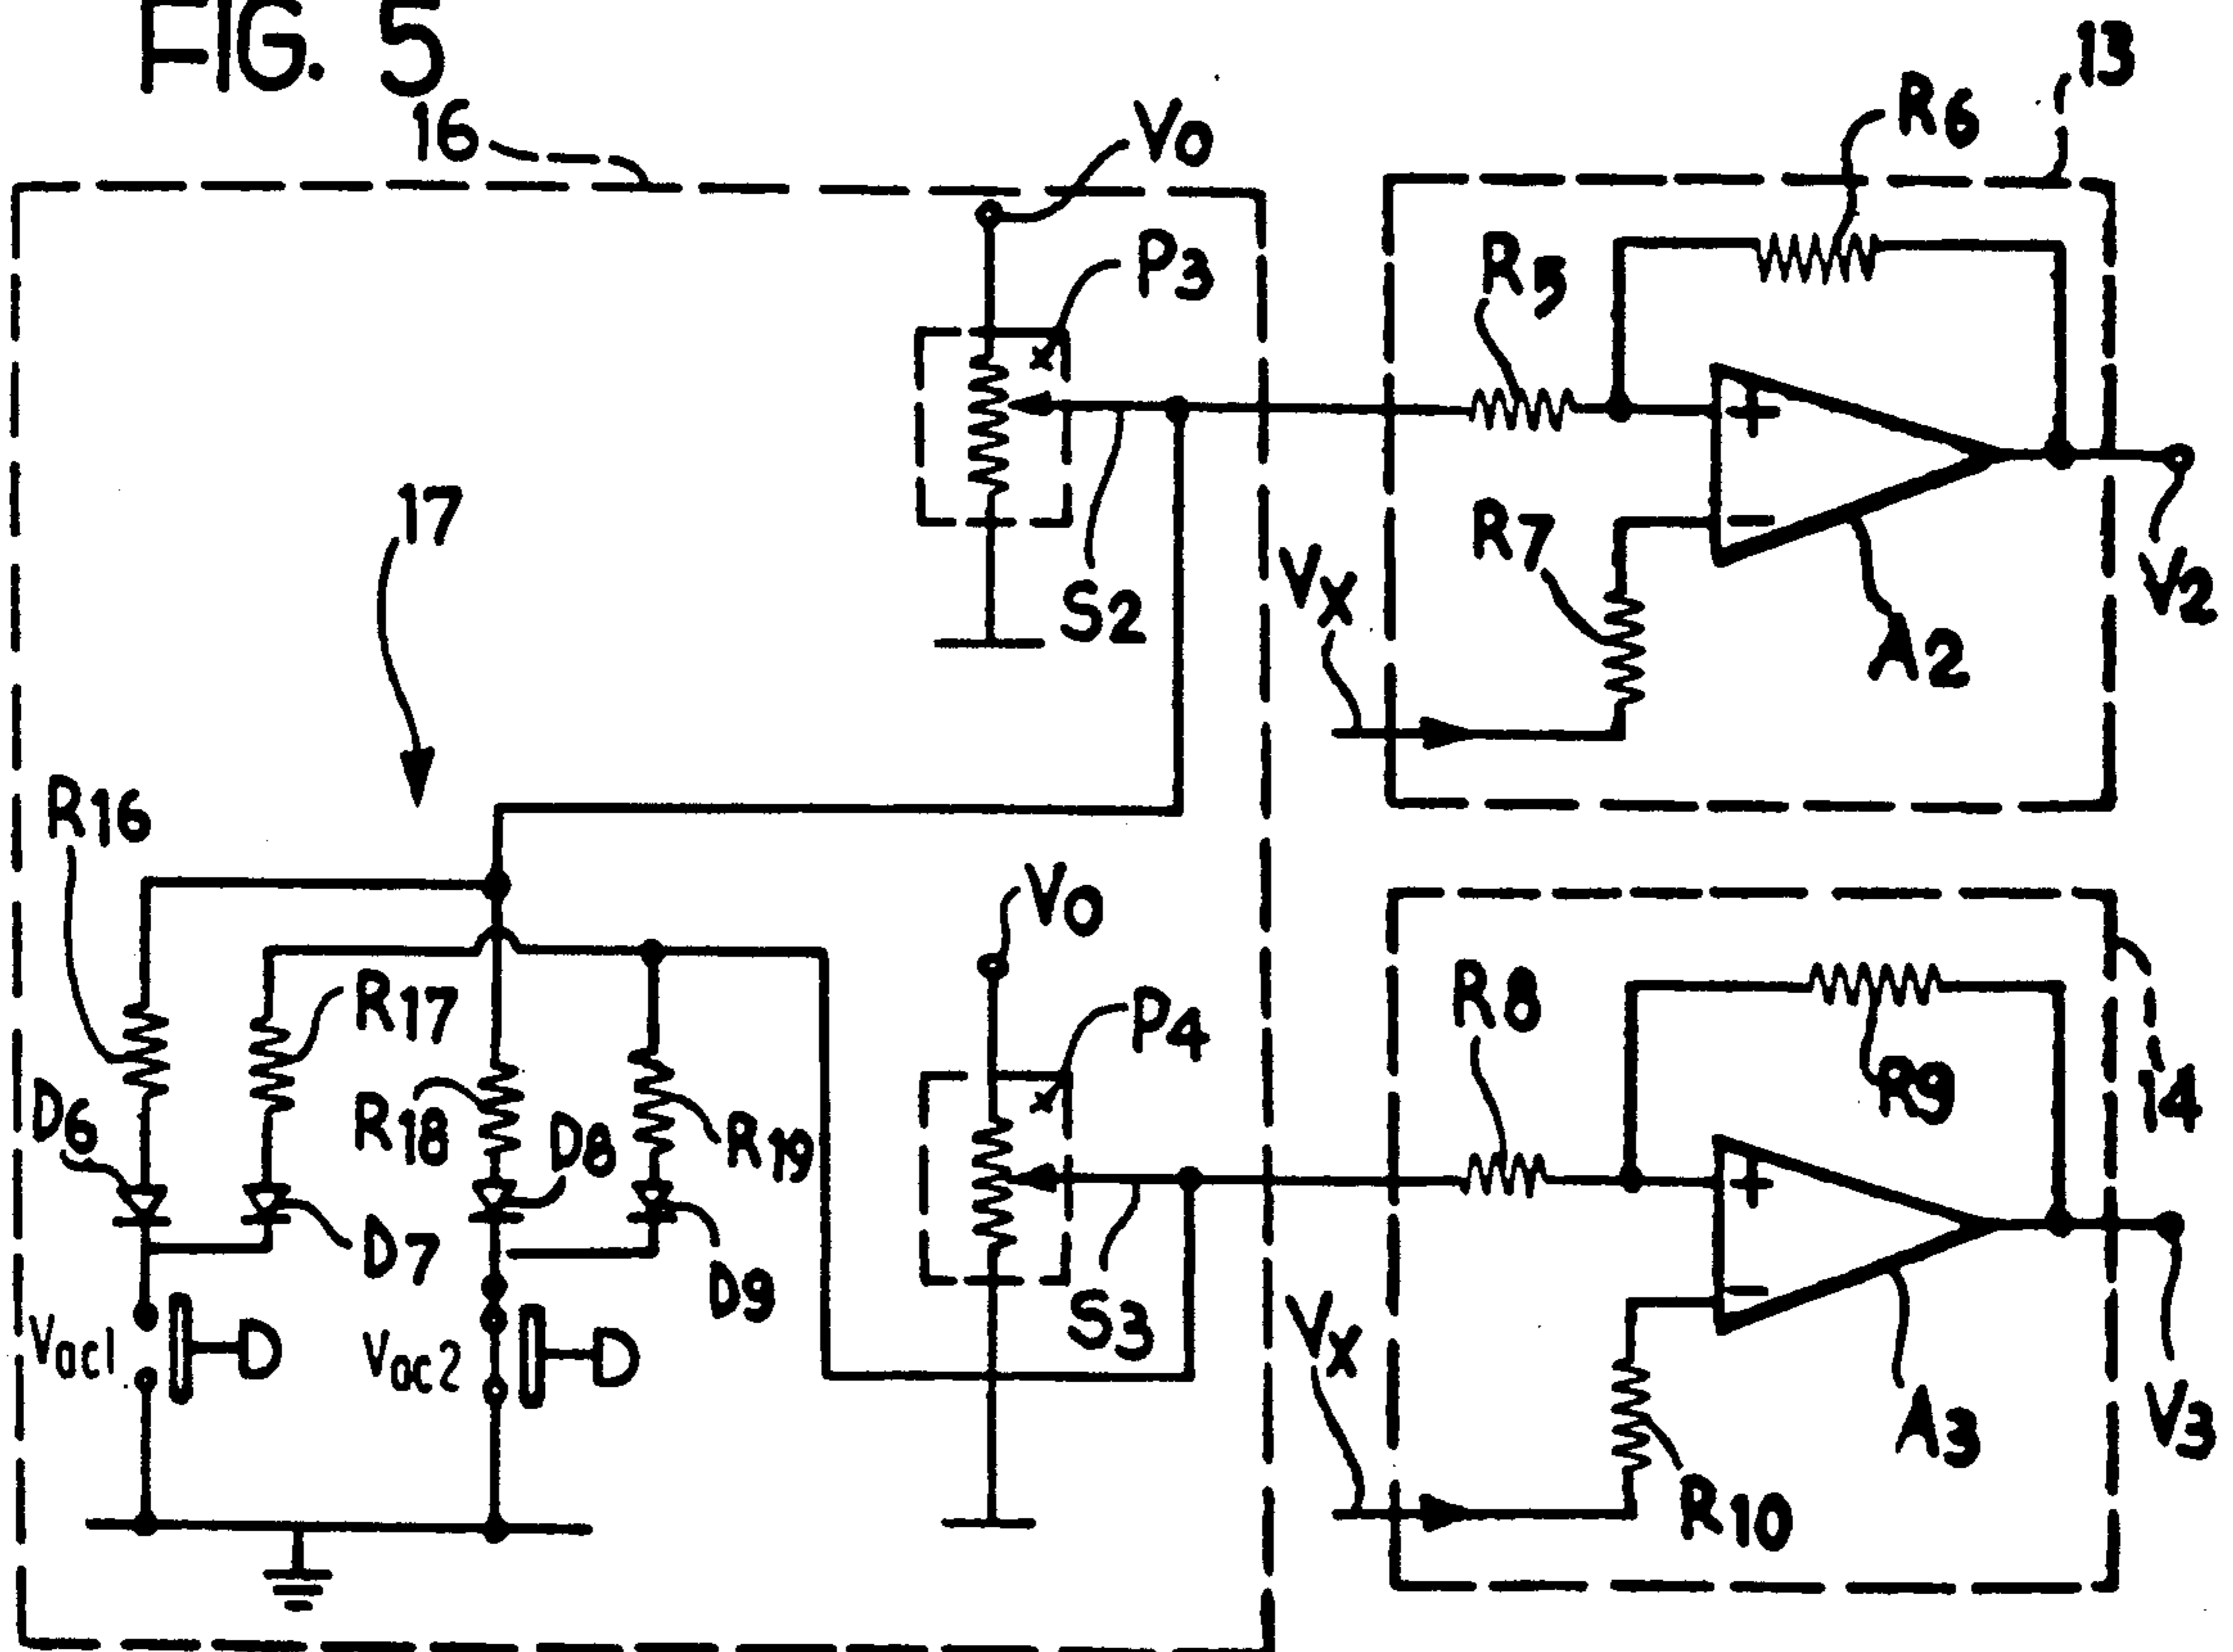 FIG. 5
13
16
V0
R6
P3
R5
17
R7
VX
S2
A2
V2
R16
V0
R8
R17
P4
R9
14
D6
R18
D8
R19
D7
D9
S3
VX
Vac1
Vac2
A3
V3
R10
+
−
+
−
x
x